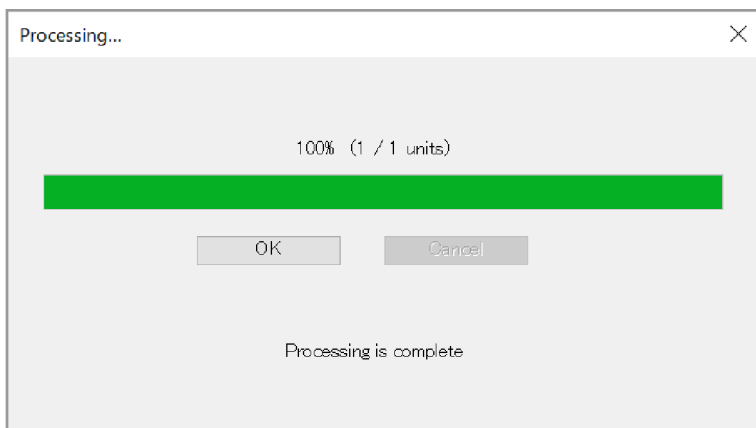 Processing...
100% (1 / 1 units)
OK Cancel
Processing is complete